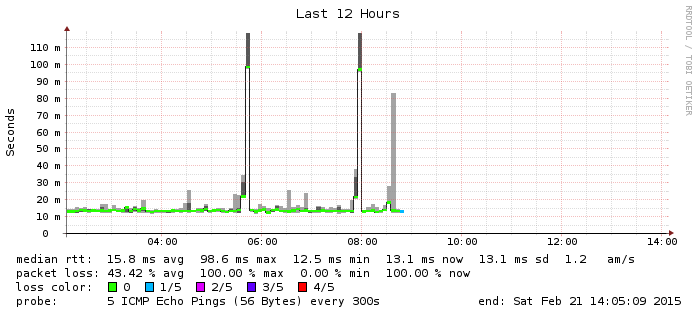 Last 12 Hours
RRDTOOL / TOBI OETIKER
Seconds
110 m
100 m
90 m
80 m
70 m
60 m
50 m
40 m
30 m
20 m
10 m
0
04:00 06:00 08:00 10:00 12:00 14:00
median rtt: 15.8 ms avg 98.6 ms max 12.5 ms min 13.1 ms now 13.1 ms sd 1.2 am/s
packet loss: 43.42 % avg 100.00 % max 0.00 % min 100.00 % now
loss color: 0 1/5 2/5 3/5 4/5
probe: 5 ICMP Echo Pings (56 Bytes) every 300s end: Sat Feb 21 14:05:09 2015